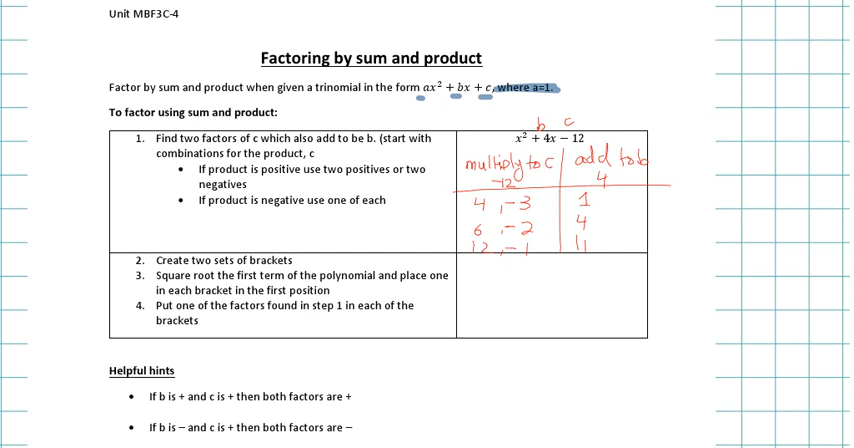 Unit MBF3C-4
Factoring by sum and product
Factor by sum and product when given a trinomial in the form ax² + bx + c, where a=1.
To factor using sum and product:
1. Find two factors of c which also add to be b. (start with
combinations for the product, c
• If product is positive use two positives or two
negatives
• If product is negative use one of each
b c
x² + 4x − 12
multiply to c | add to b
-12 4
4, -3 1
6, -2 4
12, -1 11
2. Create two sets of brackets
3. Square root the first term of the polynomial and place one
in each bracket in the first position
4. Put one of the factors found in step 1 in each of the
brackets
Helpful hints
• If b is + and c is + then both factors are +
• If b is – and c is + then both factors are –